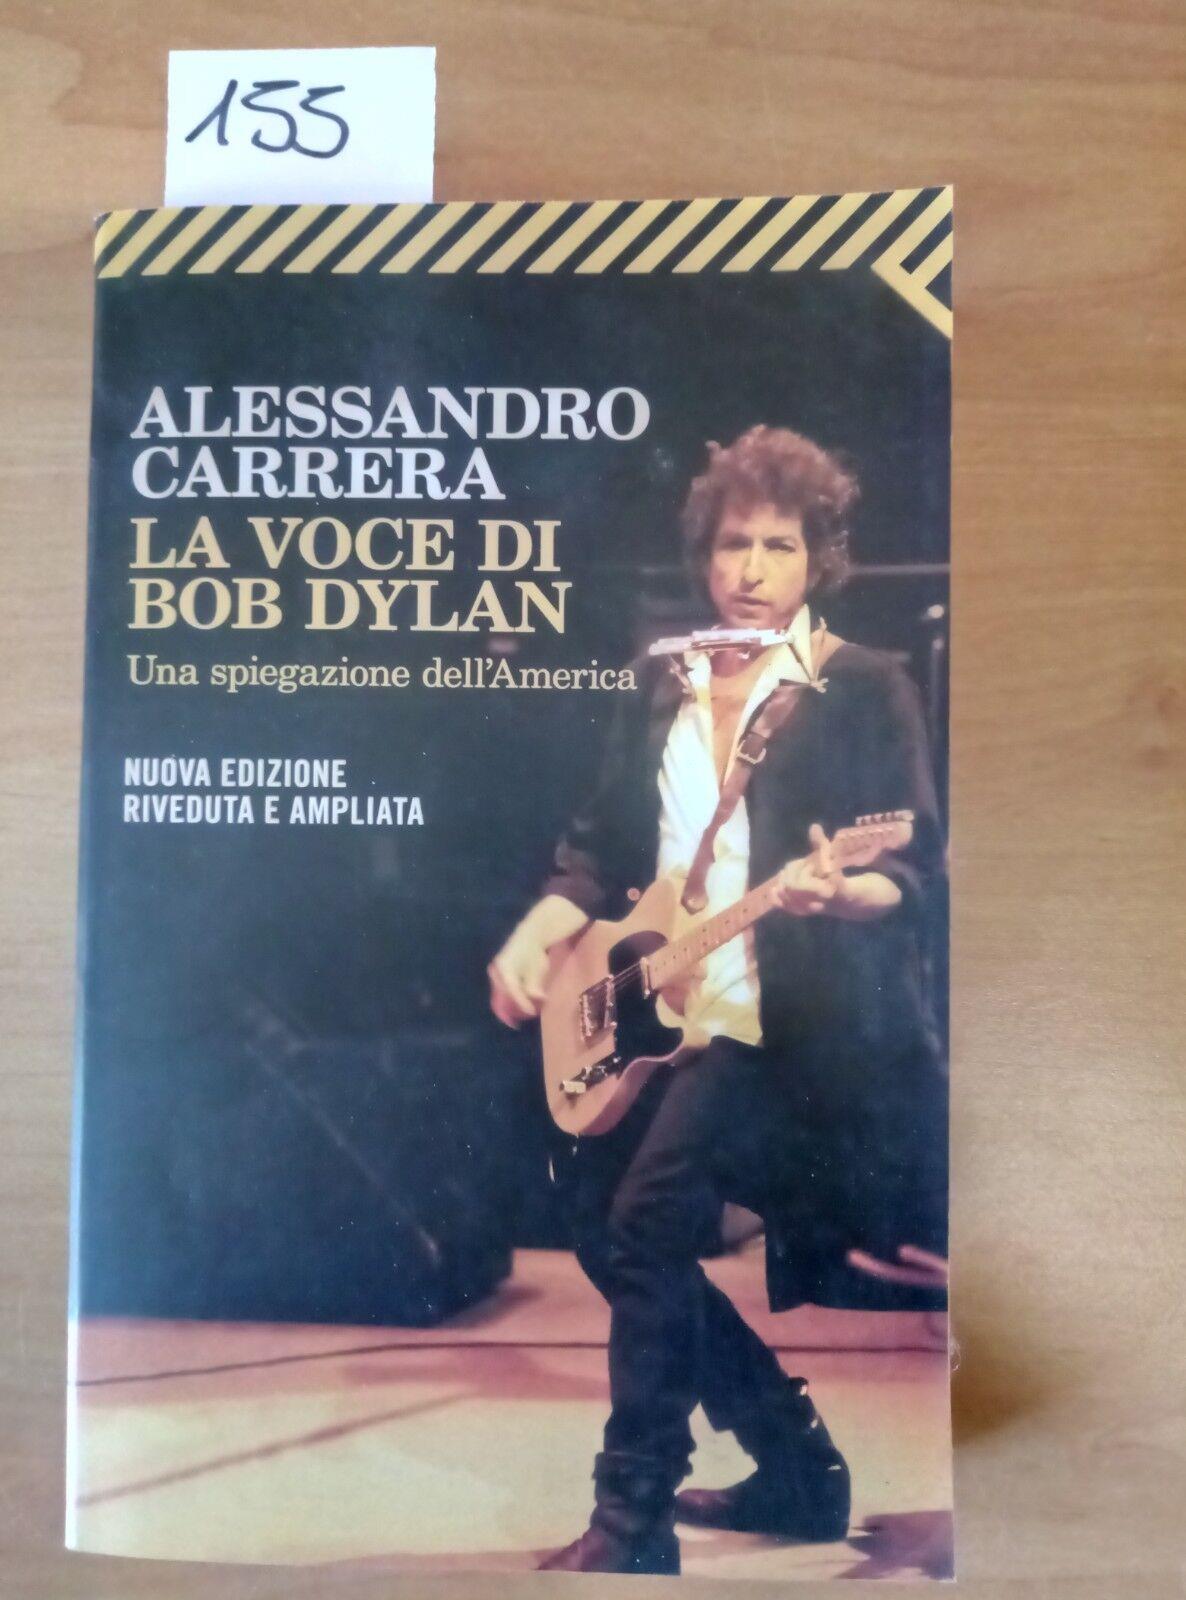 155
ALESSANDRO
CARRERA
LA VOCE DI
BOB DYLAN
Una spiegazione dell'America
NUOVA EDIZIONE
RIVEDUTA E AMPLIATA